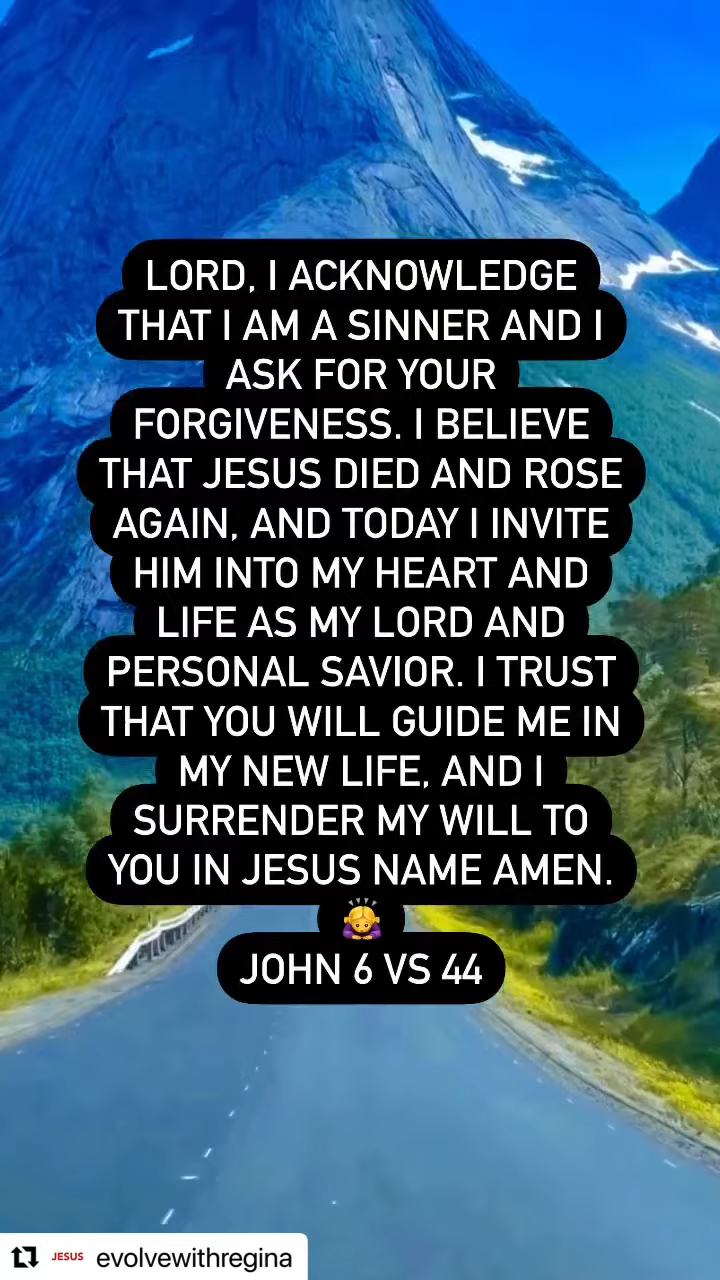 LORD, I ACKNOWLEDGE
THAT I AM A SINNER AND I
ASK FOR YOUR
FORGIVENESS. I BELIEVE
THAT JESUS DIED AND ROSE
AGAIN, AND TODAY I INVITE
HIM INTO MY HEART AND
LIFE AS MY LORD AND
PERSONAL SAVIOR. I TRUST
THAT YOU WILL GUIDE ME IN
MY NEW LIFE, AND I
SURRENDER MY WILL TO
YOU IN JESUS NAME AMEN.
🙇
JOHN 6 VS 44
JESUS evolvewithregina